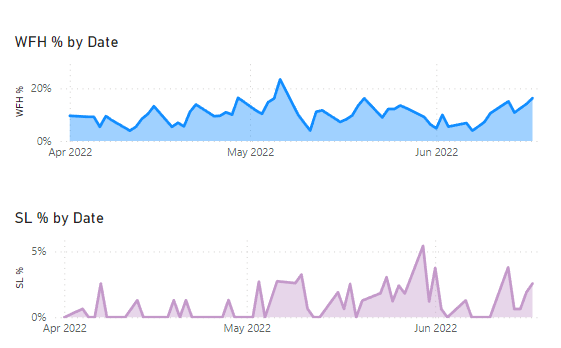 WFH % by Date
WFH %
20%
0%
Apr 2022 May 2022 Jun 2022
SL % by Date
SL %
5%
0%
Apr 2022 May 2022 Jun 2022